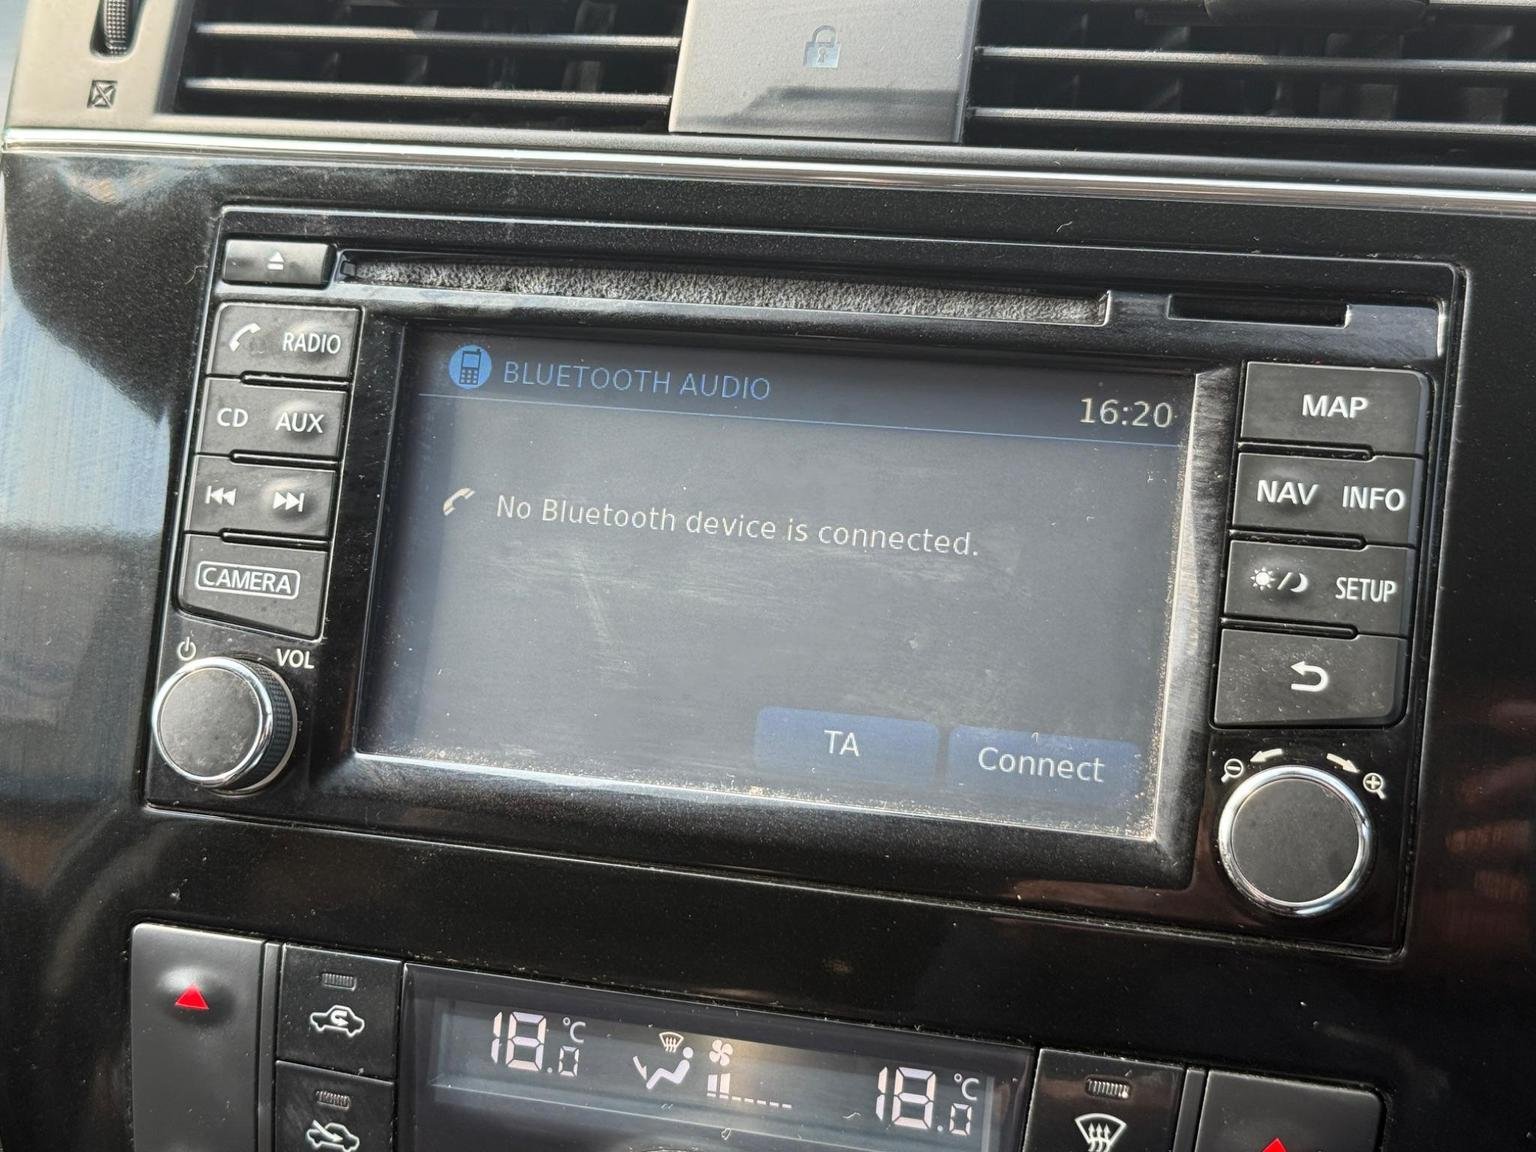 RADIO
CD AUX
CAMERA
VOL
BLUETOOTH AUDIO
16:20
No Bluetooth device is connected.
TA
Connect
MAP
NAV INFO
SETUP
18.0 °C
18.0 °C